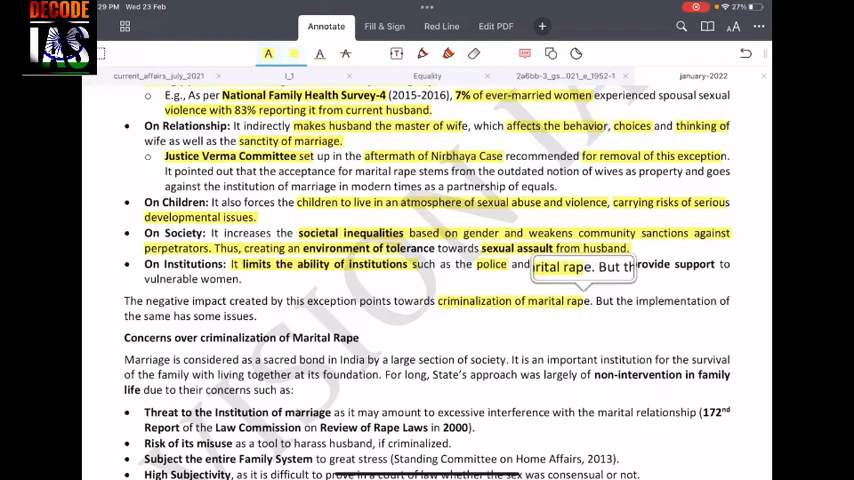 DECODE
IAS
29 PM Wed 23 Feb
27%
Annotate
Fill & Sign
Red Line
Edit PDF
AA
A
A
A
T
current_affairs_july_2021
l_1
Equality
2a6bb-3_gs...021_e_1952-1
january-2022
E.g., As per National Family Health Survey-4 (2015-2016), 7% of ever-married women experienced spousal sexual
violence with 83% reporting it from current husband.
On Relationship: It indirectly makes husband the master of wife, which affects the behavior, choices and thinking of
wife as well as the sanctity of marriage.
Justice Verma Committee set up in the aftermath of Nirbhaya Case recommended for removal of this exception.
It pointed out that the acceptance for marital rape stems from the outdated notion of wives as property and goes
against the institution of marriage in modern times as a partnership of equals.
On Children: It also forces the children to live in an atmosphere of sexual abuse and violence, carrying risks of serious
developmental issues.
On Society: It increases the societal inequalities based on gender and weakens community sanctions against
perpetrators. Thus, creating an environment of tolerance towards sexual assault from husband.
On Institutions: It limits the ability of institutions such as the police and rital rape. But th rovide support to
vulnerable women.
The negative impact created by this exception points towards criminalization of marital rape. But the implementation of
the same has some issues.
Concerns over criminalization of Marital Rape
Marriage is considered as a sacred bond in India by a large section of society. It is an important institution for the survival
of the family with living together at its foundation. For long, State's approach was largely of non-intervention in family
life due to their concerns such as:
Threat to the Institution of marriage as it may amount to excessive interference with the marital relationship (172nd
Report of the Law Commission on Review of Rape Laws in 2000).
Risk of its misuse as a tool to harass husband, if criminalized.
Subject the entire Family System to great stress (Standing Committee on Home Affairs, 2013).
High Subjectivity, as it is difficult to prove in a court of law whether the sex was consensual or not.
VISION IA